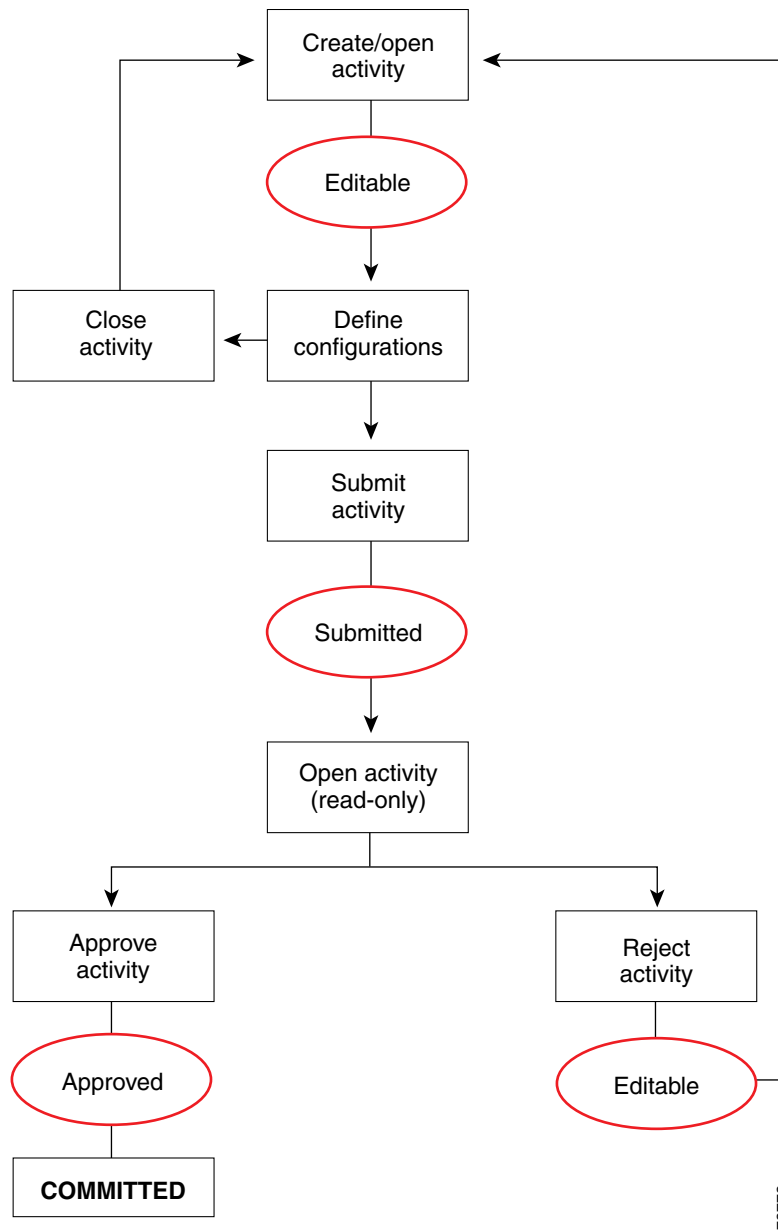 Create/open
activity
Editable
Close
activity
Define
configurations
Submit
activity
Submitted
Open activity
(read-only)
Approve
activity
Reject
activity
Approved
Editable
COMMITTED